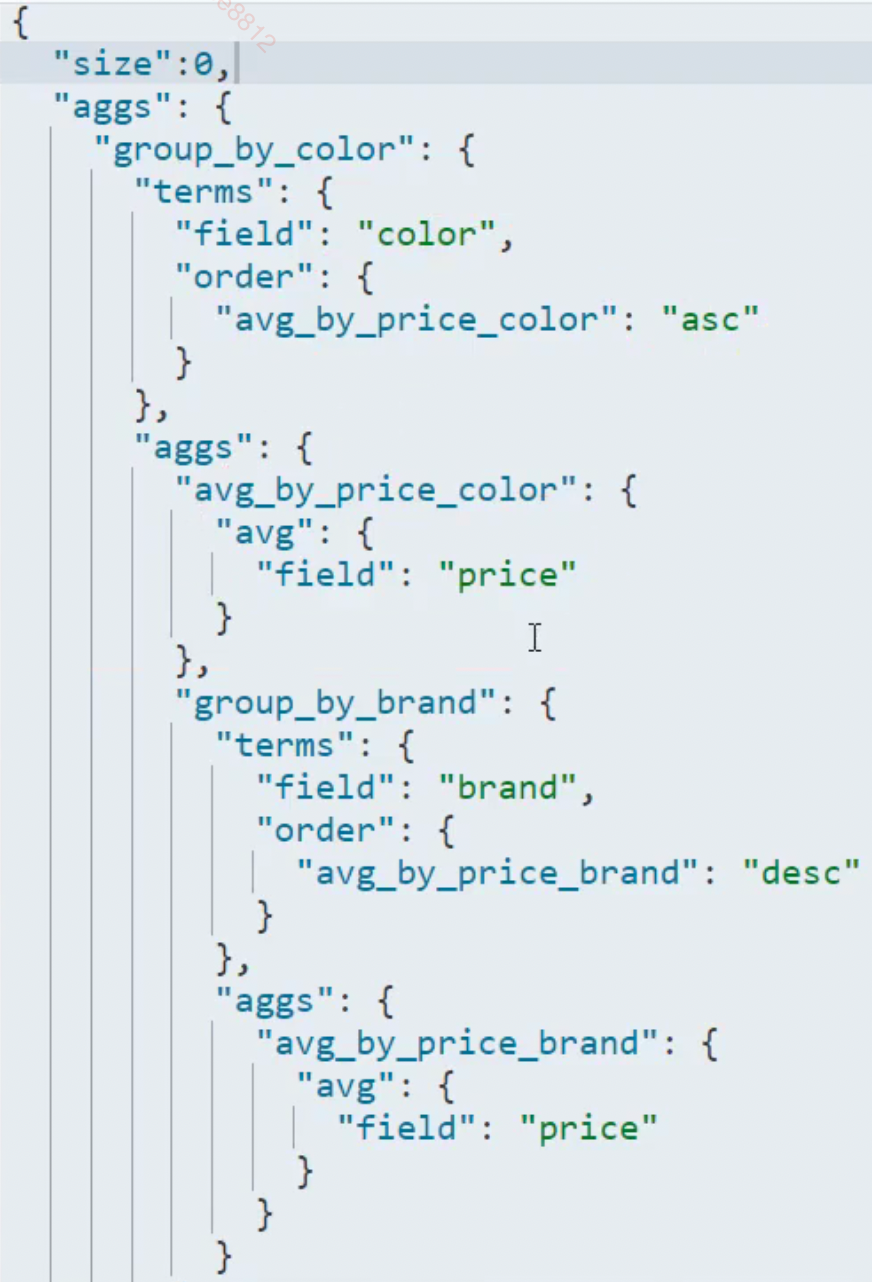 e8812
{
  "size":0,
  "aggs": {
    "group_by_color": {
      "terms": {
        "field": "color",
        "order": {
          "avg_by_price_color": "asc"
        }
      },
      "aggs": {
        "avg_by_price_color": {
          "avg": {
            "field": "price"
          }
        },
        "group_by_brand": {
          "terms": {
            "field": "brand",
            "order": {
              "avg_by_price_brand": "desc"
            }
          },
          "aggs": {
            "avg_by_price_brand": {
              "avg": {
                "field": "price"
              }
            }
          }